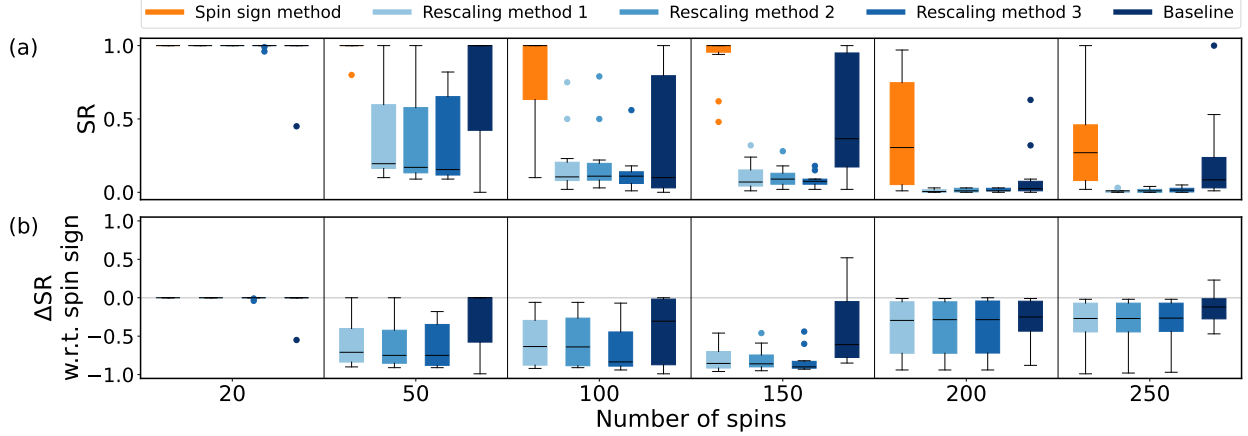 Spin sign method Rescaling method 1 Rescaling method 2 Rescaling method 3 Baseline
(a)
SR
1.0
0.5
0.0
(b)
ΔSR
w.r.t. spin sign
1.0
0.5
0.0
−0.5
−1.0
20 50 100 150 200 250
Number of spins